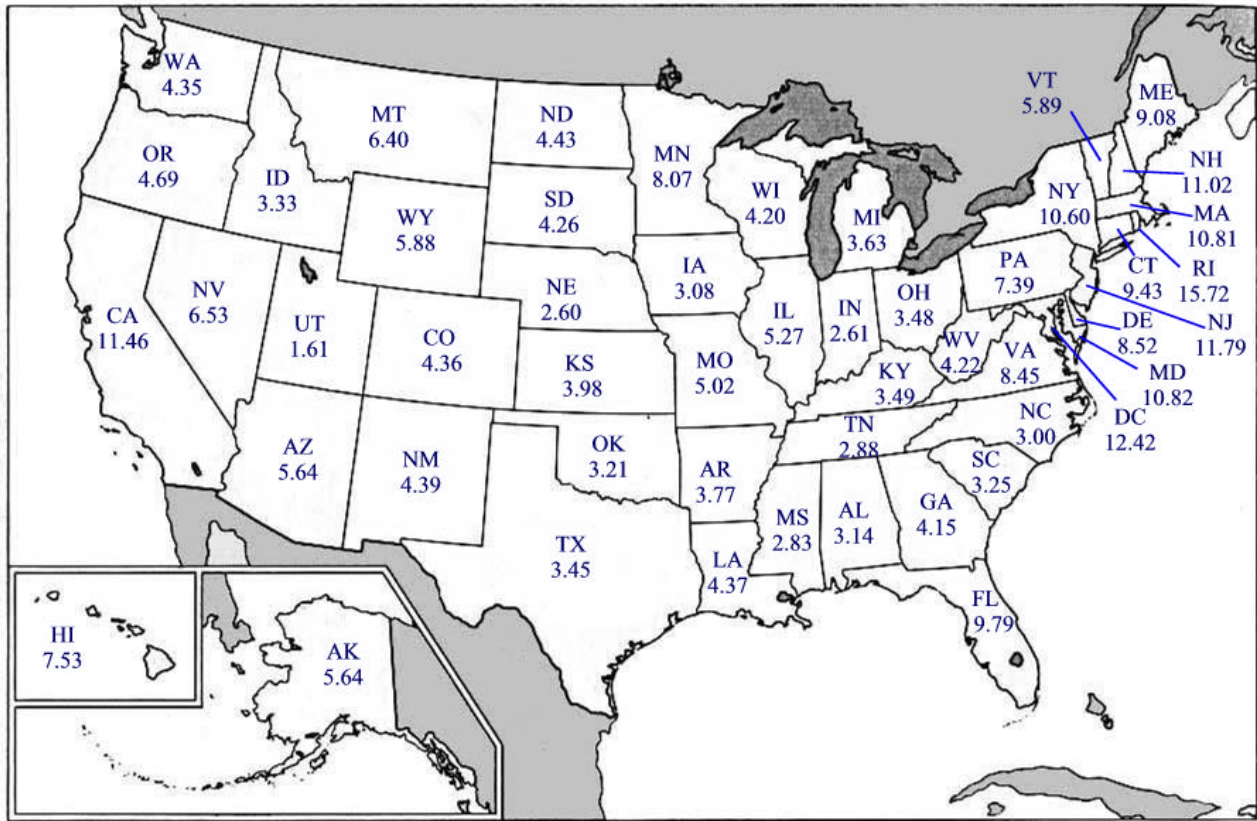 WA
4.35
MT
6.40
ND
4.43
MN
8.07
VT
5.89
ME
9.08
OR
4.69
ID
3.33
WY
5.88
SD
4.26
WI
4.20
MI
3.63
NY
10.60
NH
11.02
MA
10.81
RI
15.72
CT
9.43
NJ
11.79
DE
8.52
MD
10.82
DC
12.42
CA
11.46
NV
6.53
UT
1.61
CO
4.36
NE
2.60
IA
3.08
IL
5.27
IN
2.61
OH
3.48
PA
7.39
KS
3.98
MO
5.02
KY
3.49
WV
4.22
VA
8.45
AZ
5.64
NM
4.39
OK
3.21
AR
3.77
TN
2.88
NC
3.00
SC
3.25
TX
3.45
LA
4.37
MS
2.83
AL
3.14
GA
4.15
FL
9.79
HI
7.53
AK
5.64